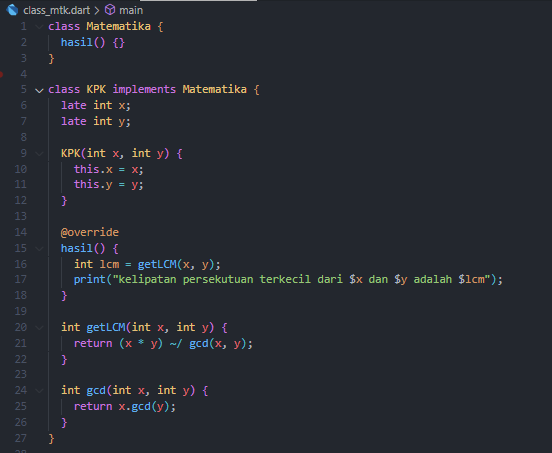 class_mtk.dart > main
1 class Matematika {
2   hasil() {}
3 }
4
5 class KPK implements Matematika {
6   late int x;
7   late int y;
8
9   KPK(int x, int y) {
10     this.x = x;
11     this.y = y;
12   }
13
14   @override
15   hasil() {
16     int lcm = getLCM(x, y);
17     print("kelipatan persekutuan terkecil dari $x dan $y adalah $lcm");
18   }
19
20   int getLCM(int x, int y) {
21     return (x * y) ~/ gcd(x, y);
22   }
23
24   int gcd(int x, int y) {
25     return x.gcd(y);
26   }
27 }